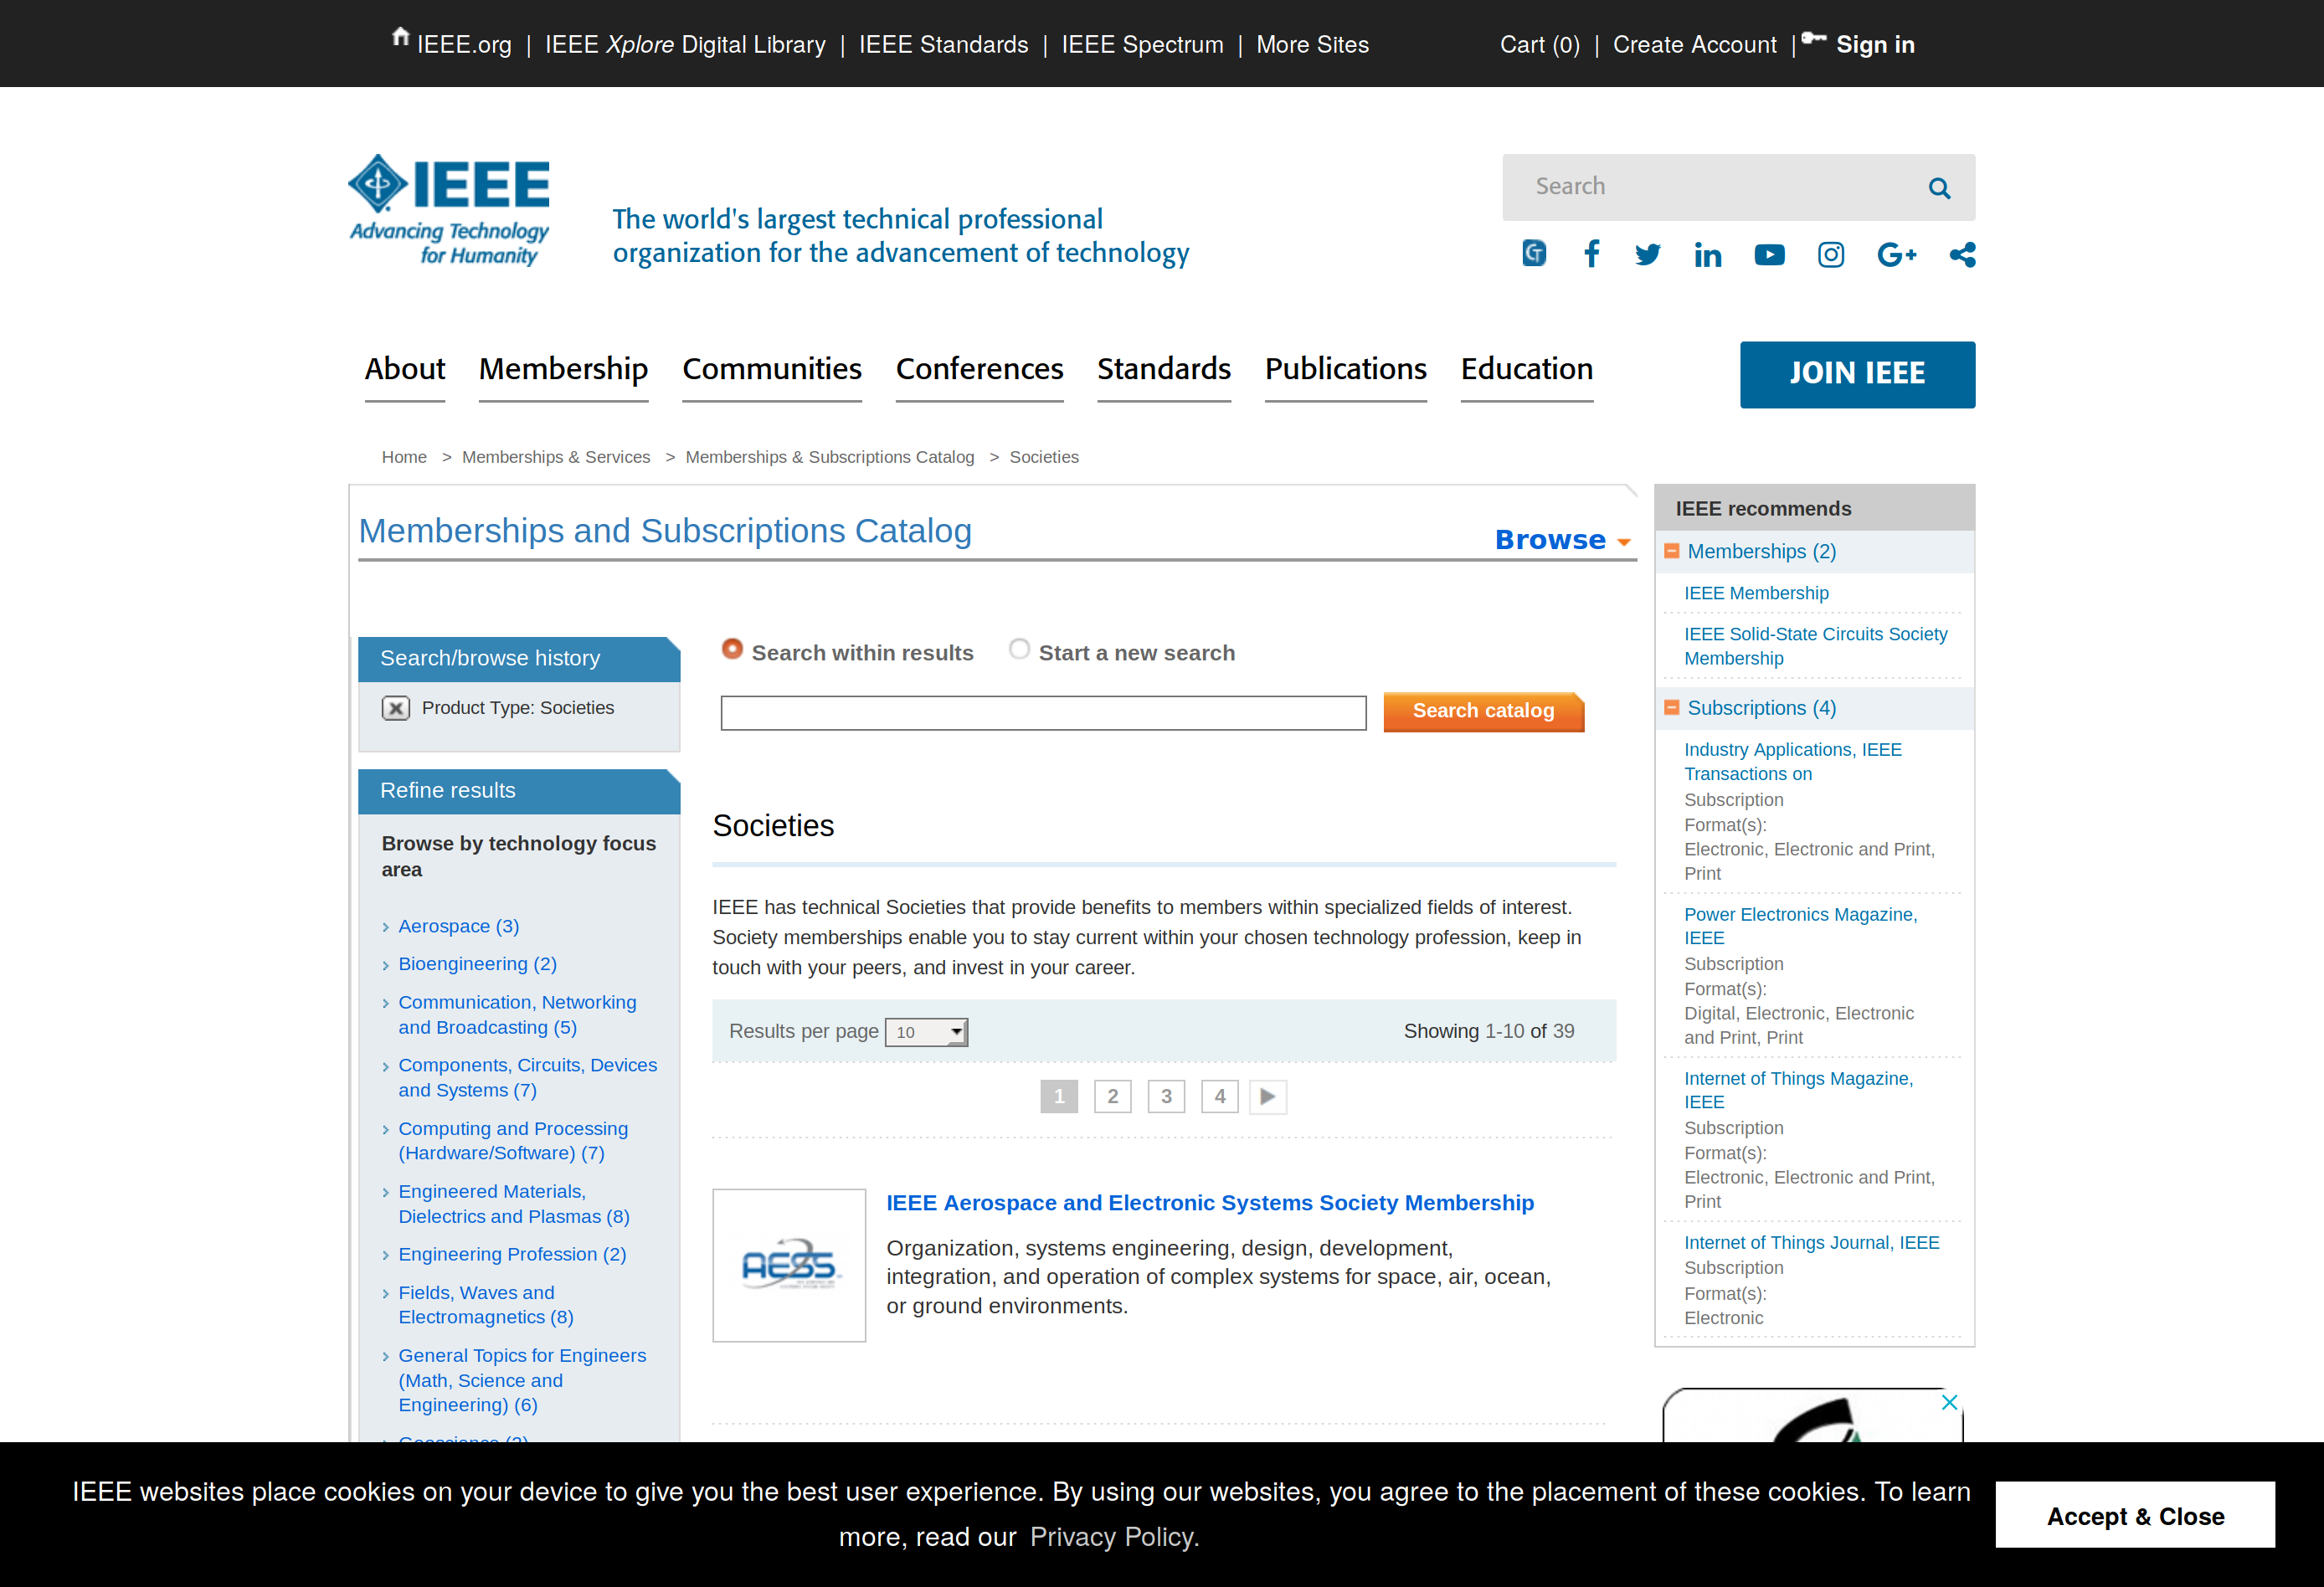 IEEE.org | IEEE Xplore Digital Library | IEEE Standards | IEEE Spectrum | More Sites
Cart (0) | Create Account | Sign in
IEEE
Advancing Technology
for Humanity
The world's largest technical professional
organization for the advancement of technology
Search
About Membership Communities Conferences Standards Publications Education
JOIN IEEE
Home > Memberships & Services > Memberships & Subscriptions Catalog > Societies
Memberships and Subscriptions Catalog
Browse
Search/browse history
Product Type: Societies
Refine results
Browse by technology focus
area
Aerospace (3)
Bioengineering (2)
Communication, Networking
and Broadcasting (5)
Components, Circuits, Devices
and Systems (7)
Computing and Processing
(Hardware/Software) (7)
Engineered Materials,
Dielectrics and Plasmas (8)
Engineering Profession (2)
Fields, Waves and
Electromagnetics (8)
General Topics for Engineers
(Math, Science and
Engineering) (6)
Search within results Start a new search
Search catalog
Societies
IEEE has technical Societies that provide benefits to members within specialized fields of interest.
Society memberships enable you to stay current within your chosen technology profession, keep in
touch with your peers, and invest in your career.
Results per page 10
Showing 1-10 of 39
1 2 3 4
AESS
IEEE Aerospace and Electronic Systems Society Membership
Organization, systems engineering, design, development,
integration, and operation of complex systems for space, air, ocean,
or ground environments.
IEEE recommends
Memberships (2)
IEEE Membership
IEEE Solid-State Circuits Society
Membership
Subscriptions (4)
Industry Applications, IEEE
Transactions on
Subscription
Format(s):
Electronic, Electronic and Print,
Print
Power Electronics Magazine,
IEEE
Subscription
Format(s):
Digital, Electronic, Electronic
and Print, Print
Internet of Things Magazine,
IEEE
Subscription
Format(s):
Electronic, Electronic and Print,
Print
Internet of Things Journal, IEEE
Subscription
Format(s):
Electronic
IEEE websites place cookies on your device to give you the best user experience. By using our websites, you agree to the placement of these cookies. To learn
more, read our Privacy Policy.
Accept & Close